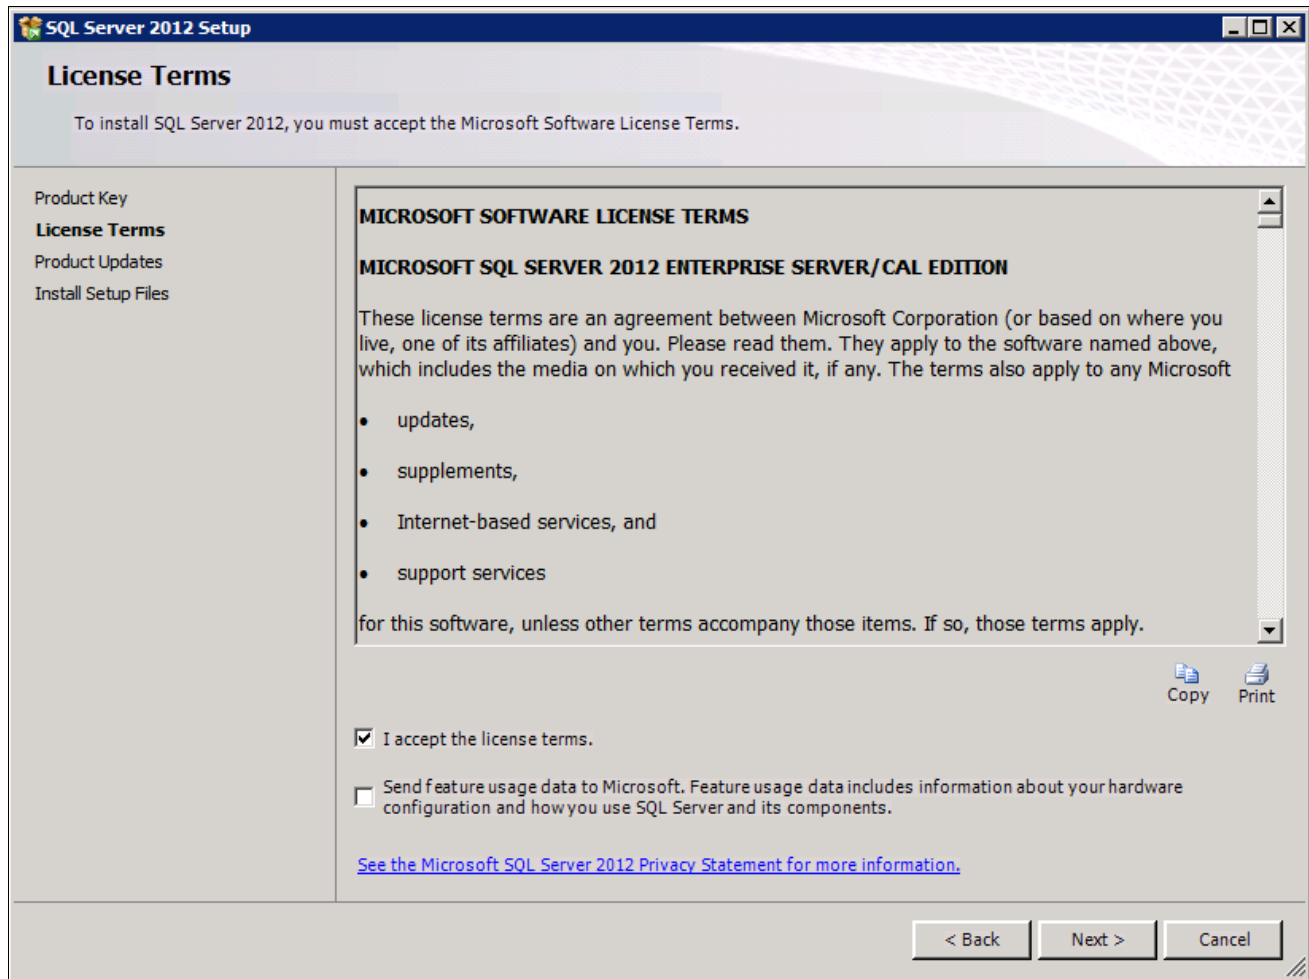 SQL Server 2012 Setup
License Terms
To install SQL Server 2012, you must accept the Microsoft Software License Terms.
Product Key
License Terms
Product Updates
Install Setup Files
MICROSOFT SOFTWARE LICENSE TERMS
MICROSOFT SQL SERVER 2012 ENTERPRISE SERVER/CAL EDITION
These license terms are an agreement between Microsoft Corporation (or based on where you
live, one of its affiliates) and you. Please read them. They apply to the software named above,
which includes the media on which you received it, if any. The terms also apply to any Microsoft
• updates,
• supplements,
• Internet-based services, and
• support services
for this software, unless other terms accompany those items. If so, those terms apply.
Copy Print
I accept the license terms.
Send feature usage data to Microsoft. Feature usage data includes information about your hardware
configuration and how you use SQL Server and its components.
See the Microsoft SQL Server 2012 Privacy Statement for more information.
< Back Next > Cancel